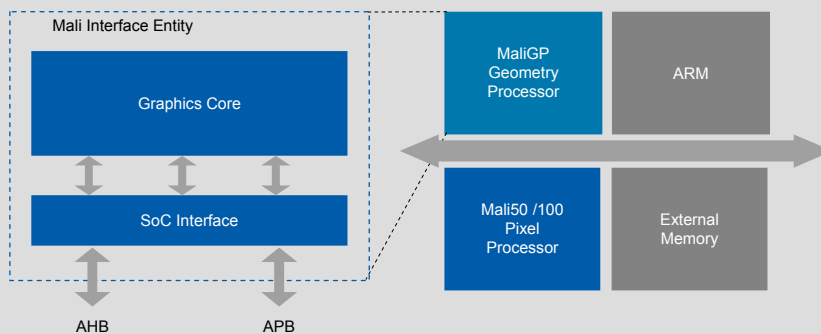 Mali Interface Entity
Graphics Core
SoC Interface
AHB
APB
MaliGP
Geometry
Processor
ARM
Mali50 /100
Pixel
Processor
External
Memory